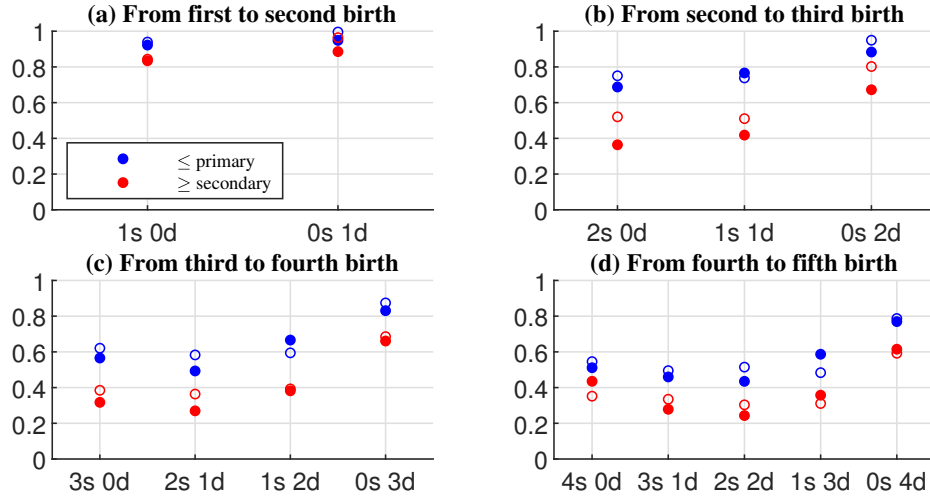 (a) From first to second birth
1
0.8
0.6
0.4
0.2
0
≤ primary
≥ secondary
1s 0d 0s 1d
(b) From second to third birth
1
0.8
0.6
0.4
0.2
0
2s 0d 1s 1d 0s 2d
(c) From third to fourth birth
1
0.8
0.6
0.4
0.2
0
3s 0d 2s 1d 1s 2d 0s 3d
(d) From fourth to fifth birth
1
0.8
0.6
0.4
0.2
0
4s 0d 3s 1d 2s 2d 1s 3d 0s 4d